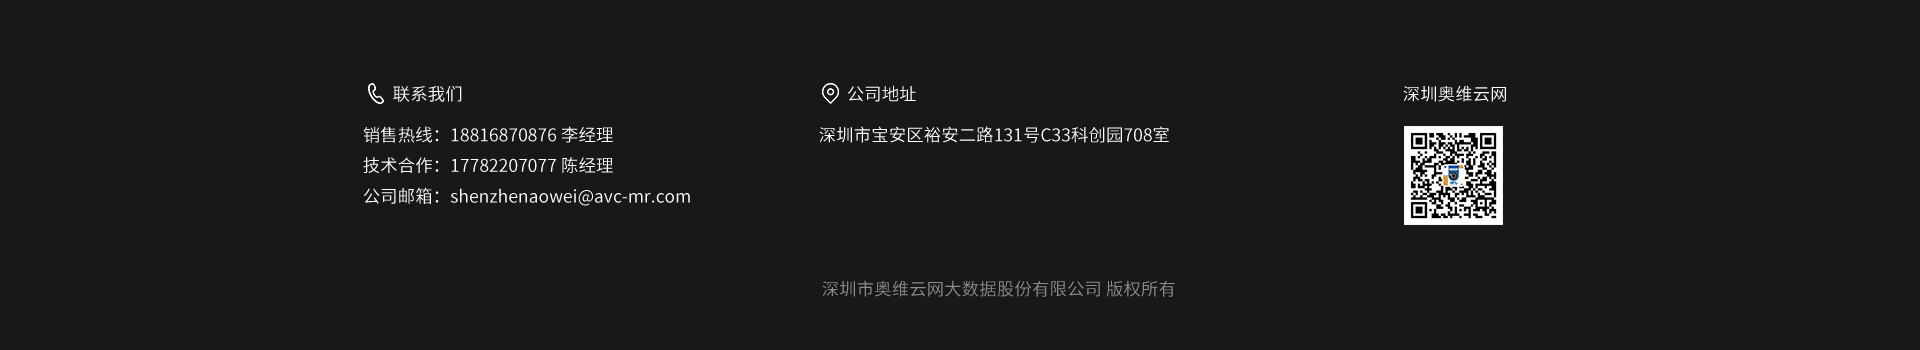 联系我们
销售热线：18816870876 李经理
技术合作：17782207077 陈经理
公司邮箱：shenzhenaowei@avc-mr.com
公司地址
深圳市宝安区裕安二路131号C33科创园708室
深圳奥维云网
深圳市奥维云网大数据股份有限公司 版权所有